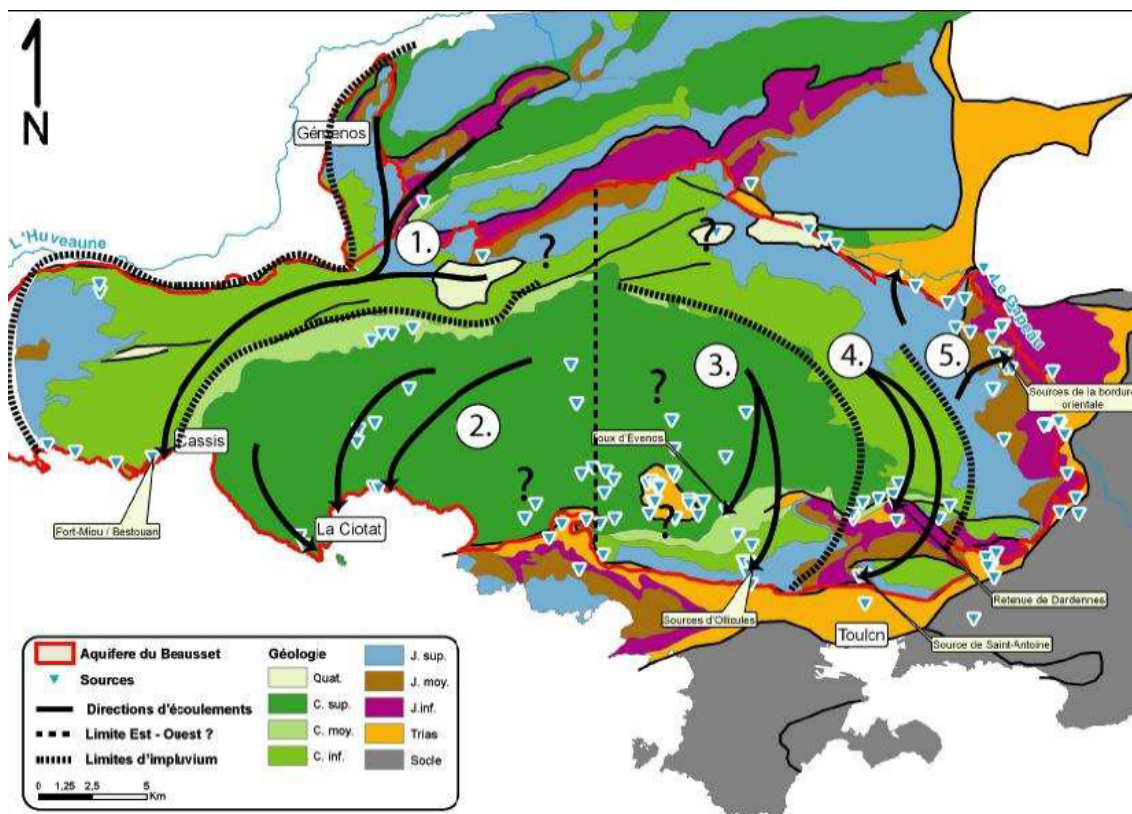 N
Gémenos
L'Huveaune
1.
?
?
Le Gapeau
3.
4.
5.
?
Sources de la bordure
orientale
2.
Foux d'Evenos
Cassis
?
?
Port-Miou / Bestouan
La Ciotat
Retenue de Dardennes
Sources d'Ollioules
Toulon
Source de Saint-Antoine
Aquifere du Beausset
Sources
Directions d'écoulements
Limite Est - Ouest ?
Limites d'impluvium
0 1,25 2,5 5
Km
Géologie
Quat.
C. sup.
C. moy.
C. inf.
J. sup.
J. moy.
J.inf.
Trias
Socle